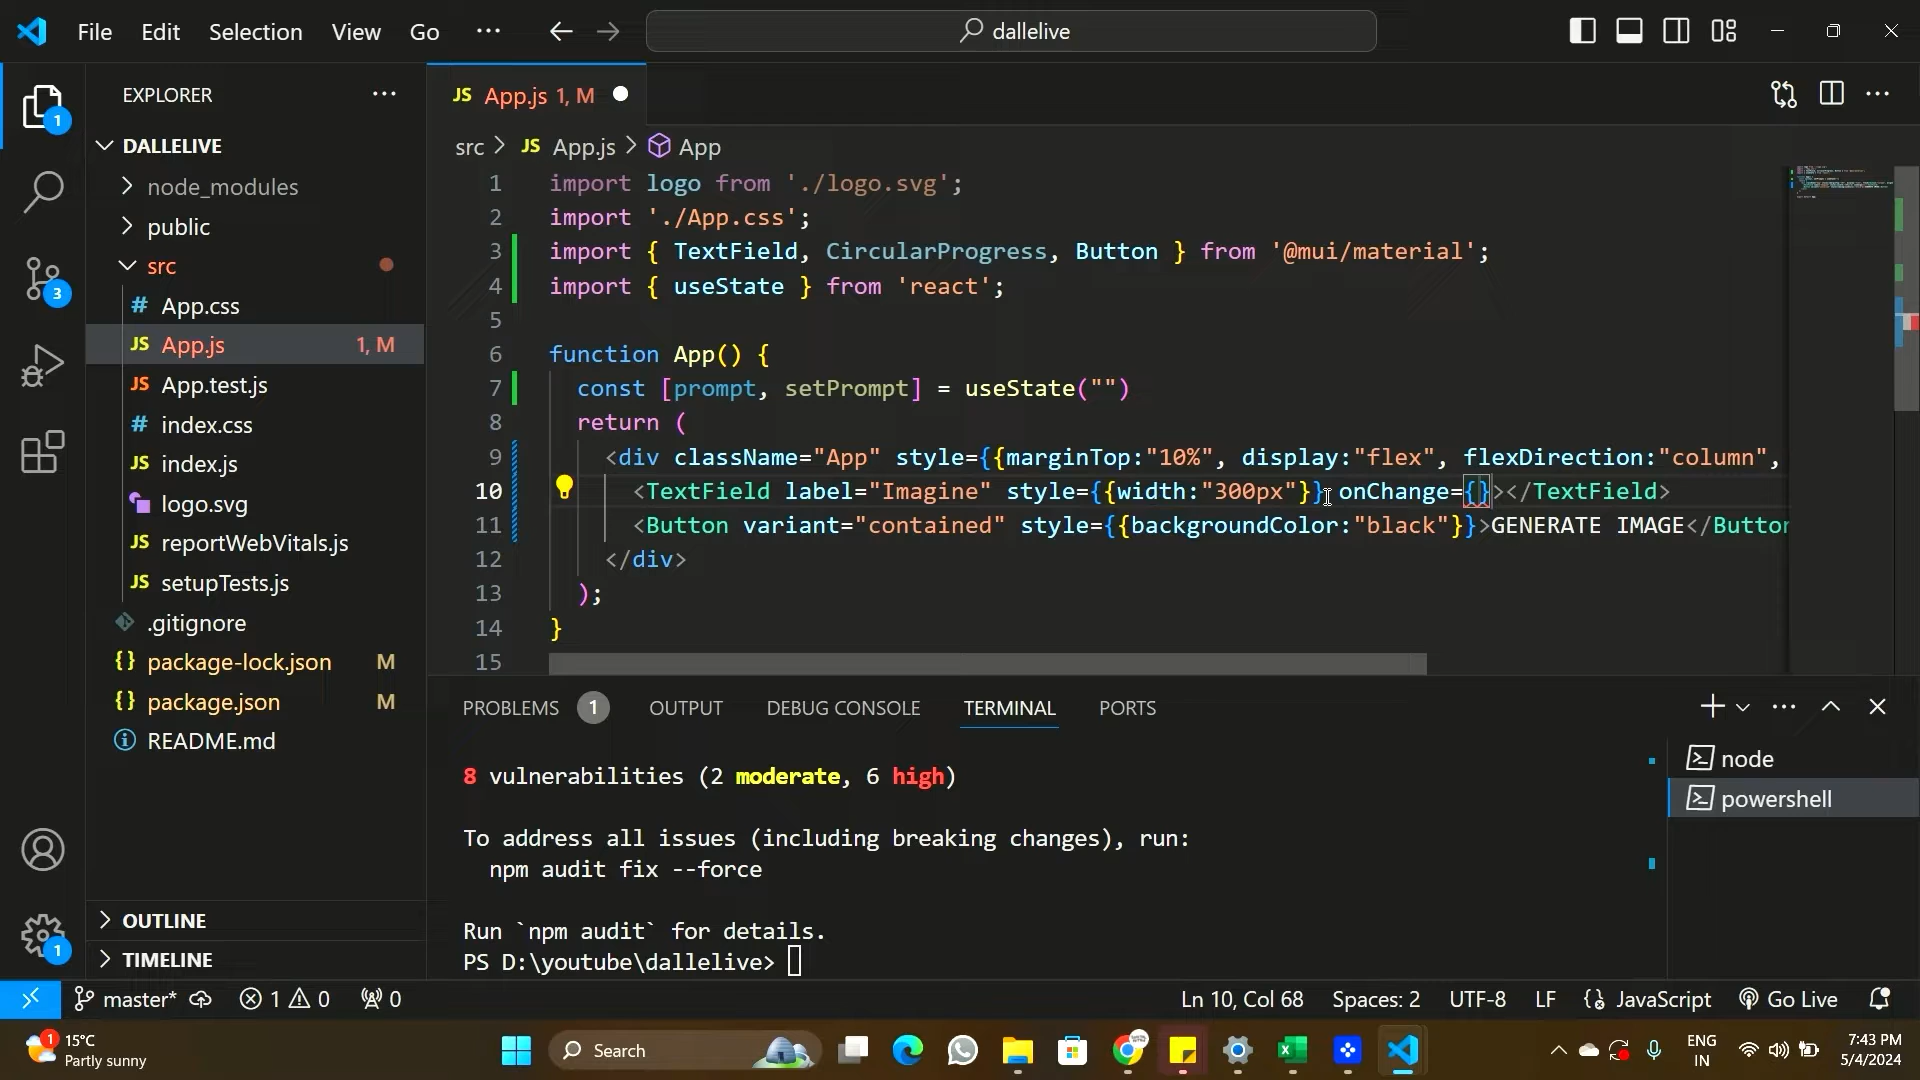 File Edit Selection View Go ··· dallelive
EXPLORER ···
1
DALLELIVE
node_modules
public
src
3
# App.css
JS App.js 1, M
JS App.test.js
# index.css
JS index.js
logo.svg
JS reportWebVitals.js
JS setupTests.js
.gitignore
{} package-lock.json M
{} package.json M
README.md
OUTLINE
1
TIMELINE
JS App.js 1, M
src > JS App.js > App
1 import logo from './logo.svg';
2 import './App.css';
3 import { TextField, CircularProgress, Button } from '@mui/material';
4 import { useState } from 'react';
5
6 function App() {
7 const [prompt, setPrompt] = useState("")
8 return (
9 <div className="App" style={{marginTop:"10%", display:"flex", flexDirection:"column",
10 <TextField label="Imagine" style={{width:"300px"}} onChange={}></TextField>
11 <Button variant="contained" style={{backgroundColor:"black"}}>GENERATE IMAGE</Button
12 </div>
13 );
14 }
15
PROBLEMS 1 OUTPUT DEBUG CONSOLE TERMINAL PORTS
8 vulnerabilities (2 moderate, 6 high)
To address all issues (including breaking changes), run:
npm audit fix --force
Run `npm audit` for details.
PS D:\youtube\dallelive>
node
powershell
master* 1 0 0 Ln 10, Col 68 Spaces: 2 UTF-8 LF {} JavaScript Go Live
1
15°C
Partly sunny
Search
ENG
IN
7:43 PM
5/4/2024